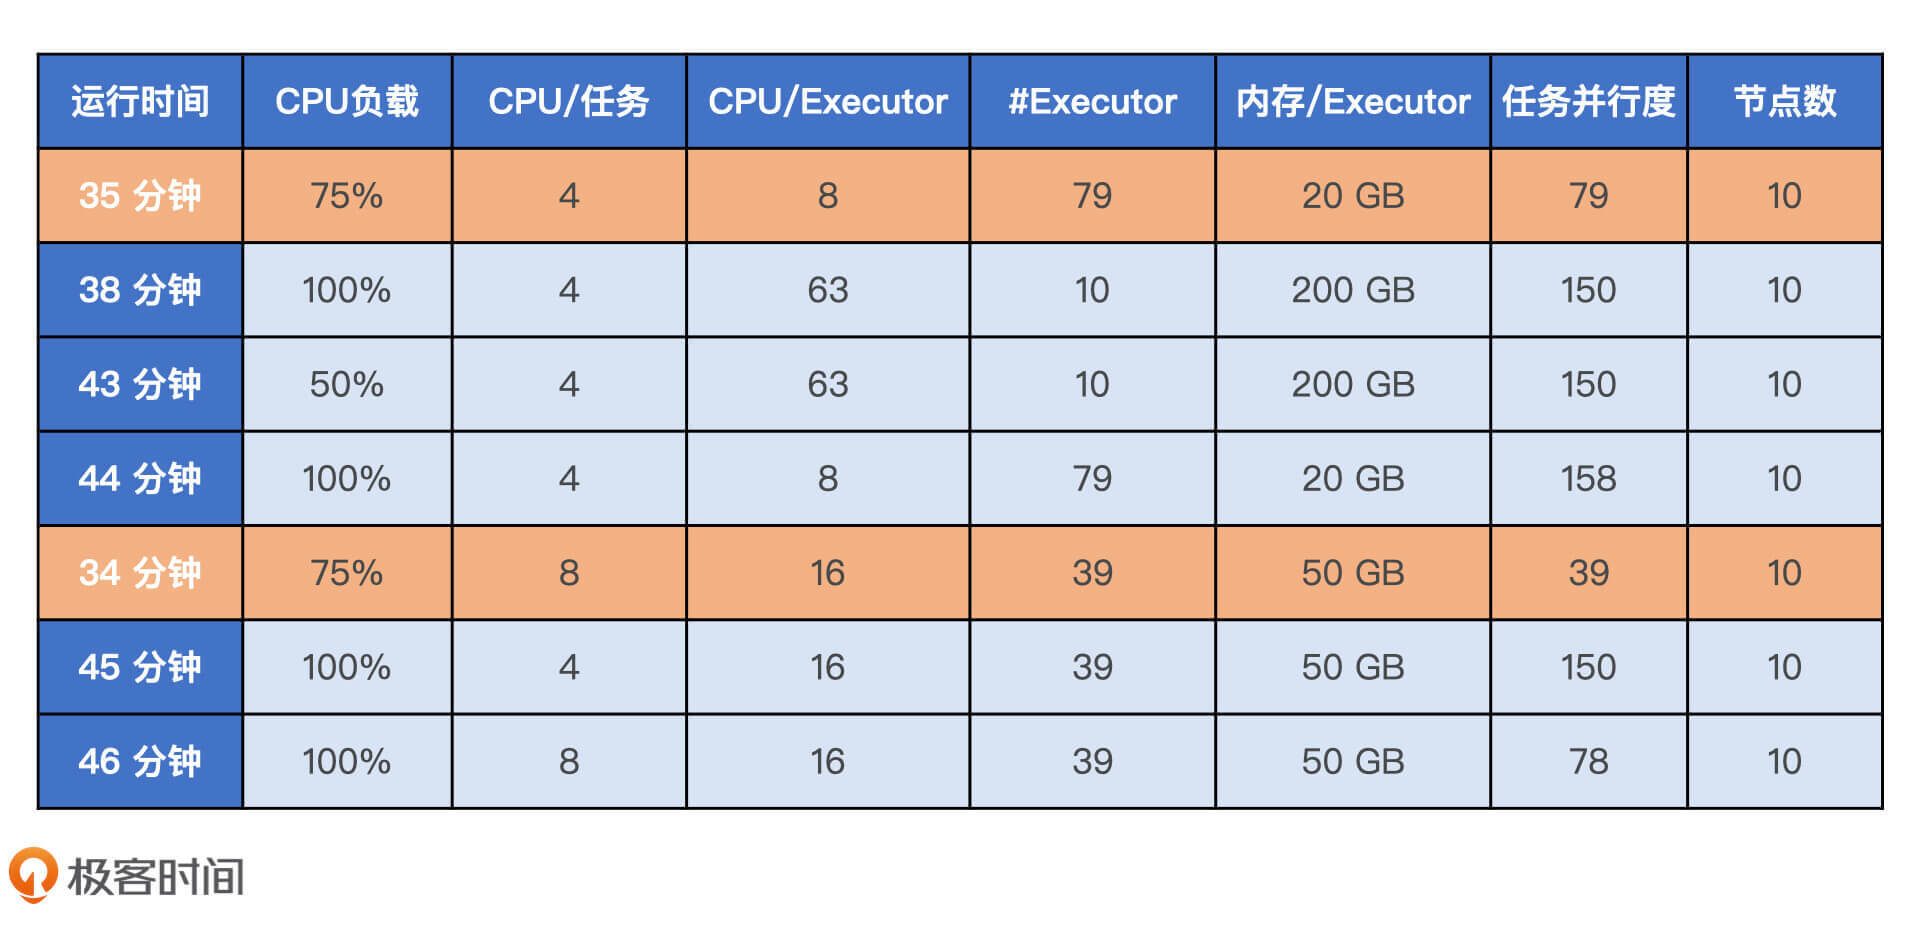 运行时间 CPU负载 CPU/任务 CPU/Executor #Executor 内存/Executor 任务并行度 节点数
35 分钟 75% 4 8 79 20 GB 79 10
38 分钟 100% 4 63 10 200 GB 150 10
43 分钟 50% 4 63 10 200 GB 150 10
44 分钟 100% 4 8 79 20 GB 158 10
34 分钟 75% 8 16 39 50 GB 39 10
45 分钟 100% 4 16 39 50 GB 150 10
46 分钟 100% 8 16 39 50 GB 78 10
极客时间